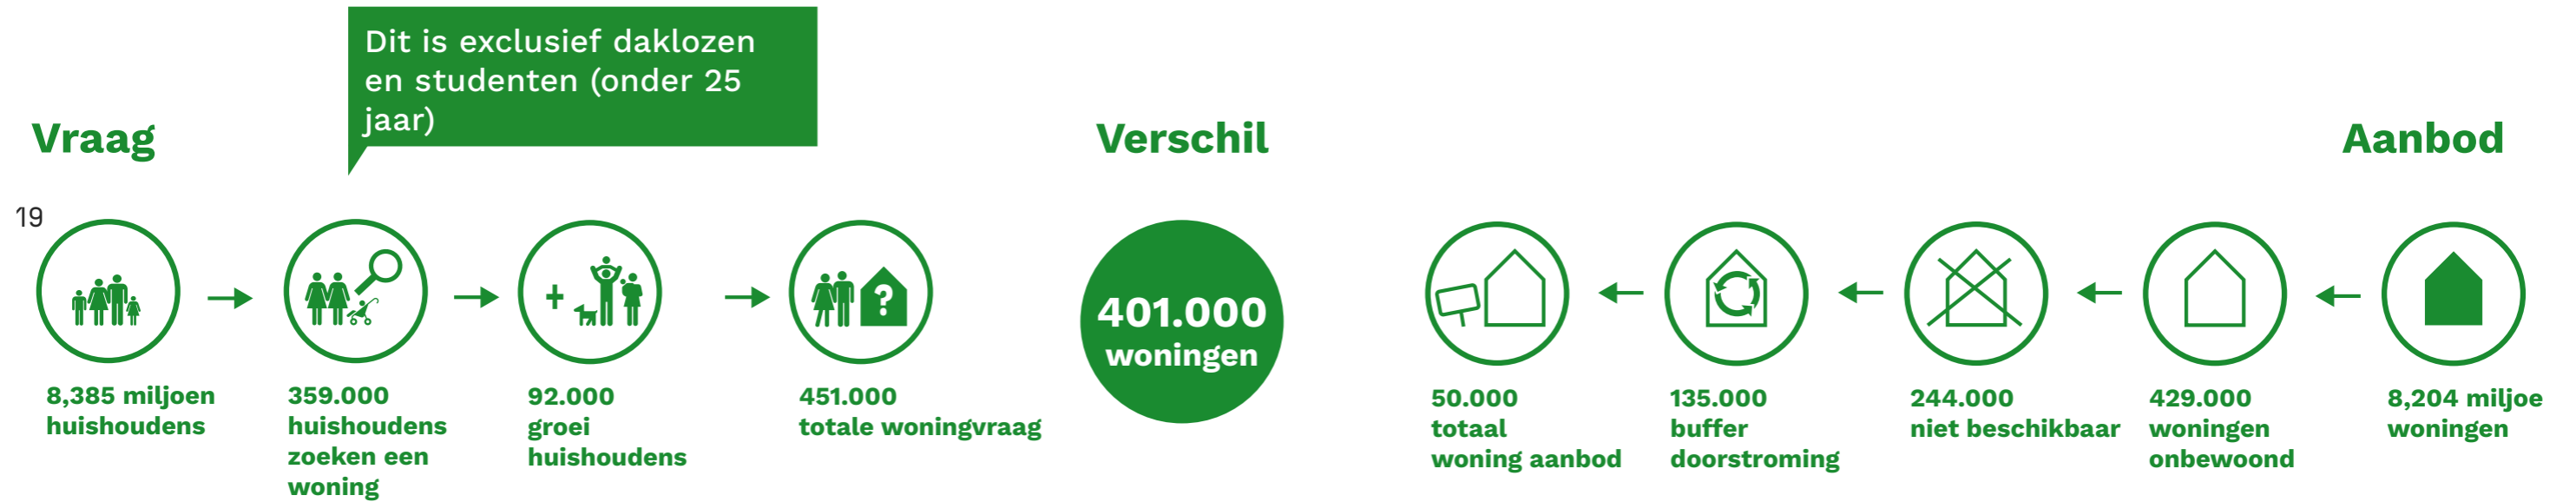 Dit is exclusief daklozen
en studenten (onder 25
jaar)
Vraag
Verschil
Aanbod
19
?
401.000
woningen
8,385 miljoen
huishoudens
359.000
huishoudens
zoeken een
woning
+
92.000
groei
huishoudens
451.000
totale woningvraag
50.000
totaal
woning aanbod
135.000
buffer
doorstroming
244.000
niet beschikbaar
429.000
woningen
onbewoond
8,204 miljoe
woningen